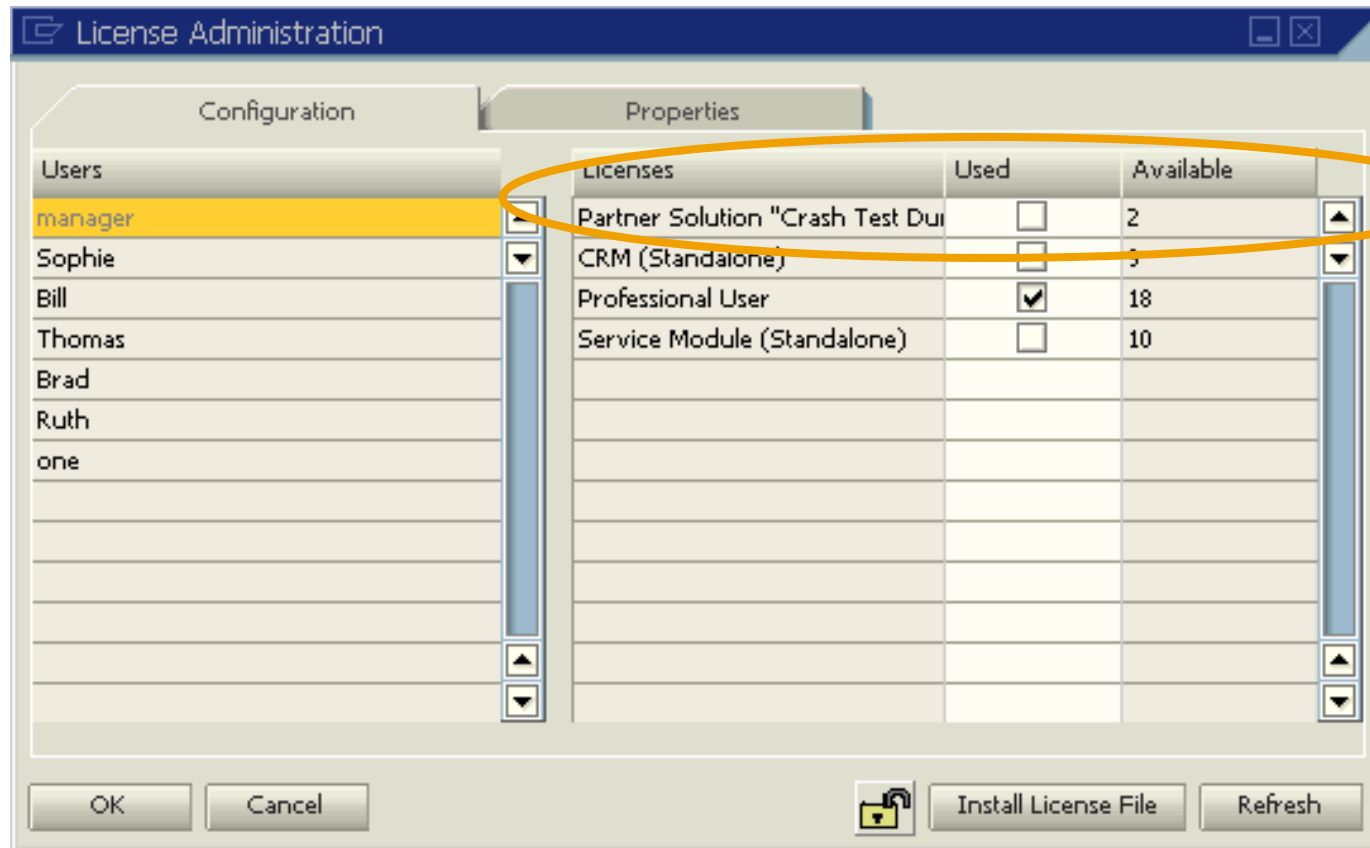 License Administration
Configuration Properties
Users Licenses Used Available
manager Partner Solution "Crash Test Du 2
Sophie CRM (Standalone)
Bill Professional User 18
Thomas Service Module (Standalone) 10
Brad
Ruth
one
OK Cancel Install License File Refresh